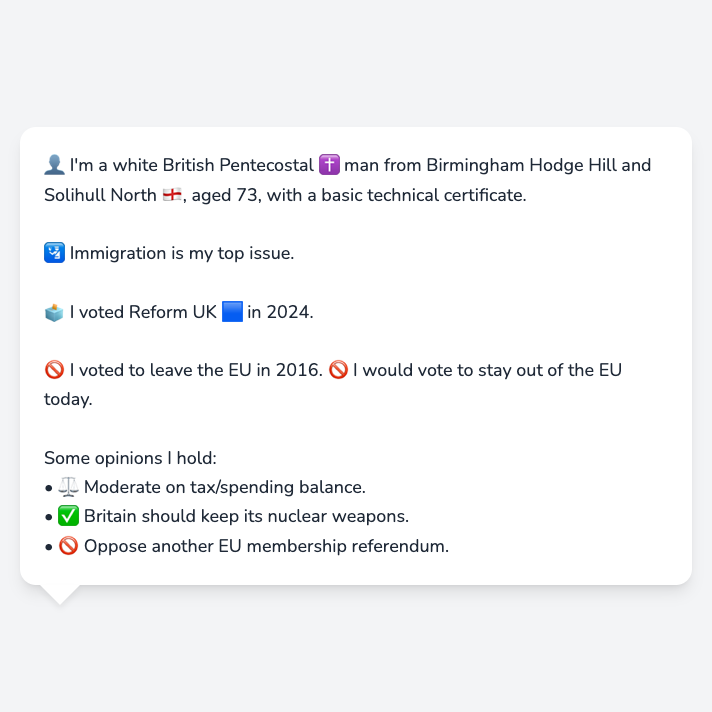 👤 I'm a white British Pentecostal ✝️ man from Birmingham Hodge Hill and
Solihull North 🏴󠁧󠁢󠁥󠁮󠁧󠁿, aged 73, with a basic technical certificate.
🛂 Immigration is my top issue.
🗳️ I voted Reform UK 🟦 in 2024.
🚫 I voted to leave the EU in 2016. 🚫 I would vote to stay out of the EU
today.
Some opinions I hold:
• ⚖️ Moderate on tax/spending balance.
• ✅ Britain should keep its nuclear weapons.
• 🚫 Oppose another EU membership referendum.